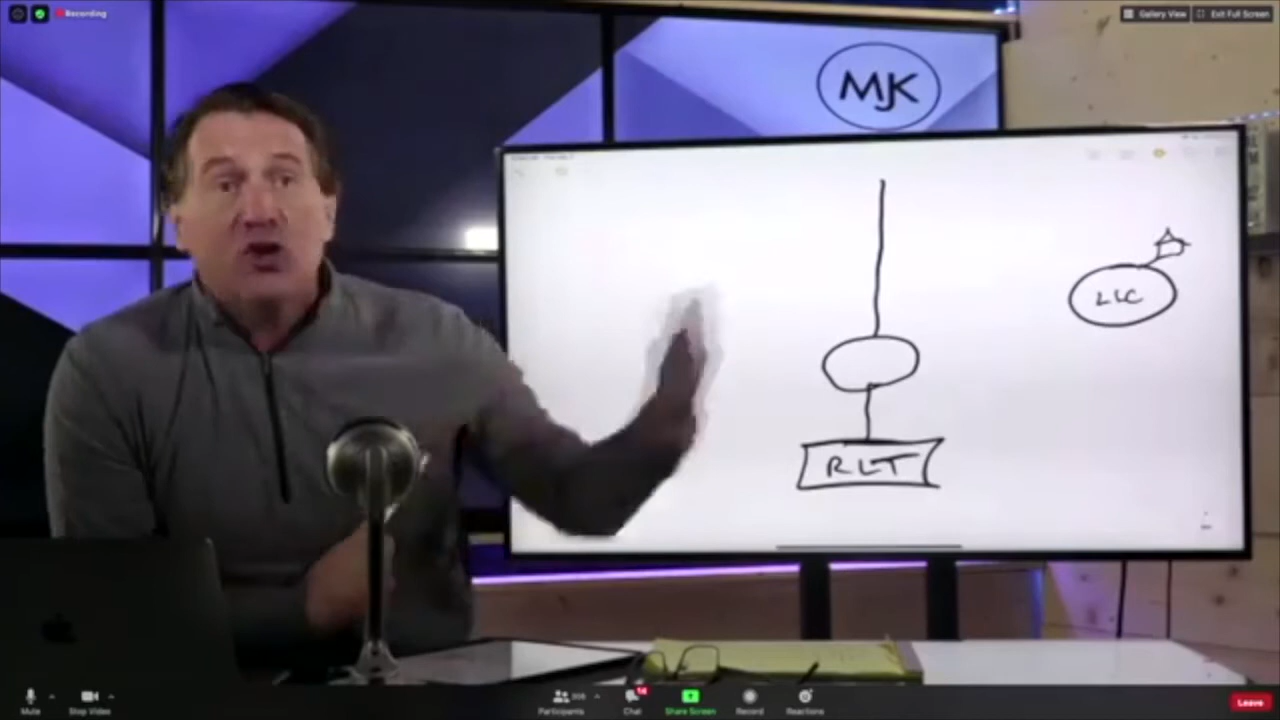 Recording
Gallery View
Exit Full Screen
MJK
LLC
RLT
Mute
Stop Video
Participants
Chat
Share Screen
Record
Reactions
Leave